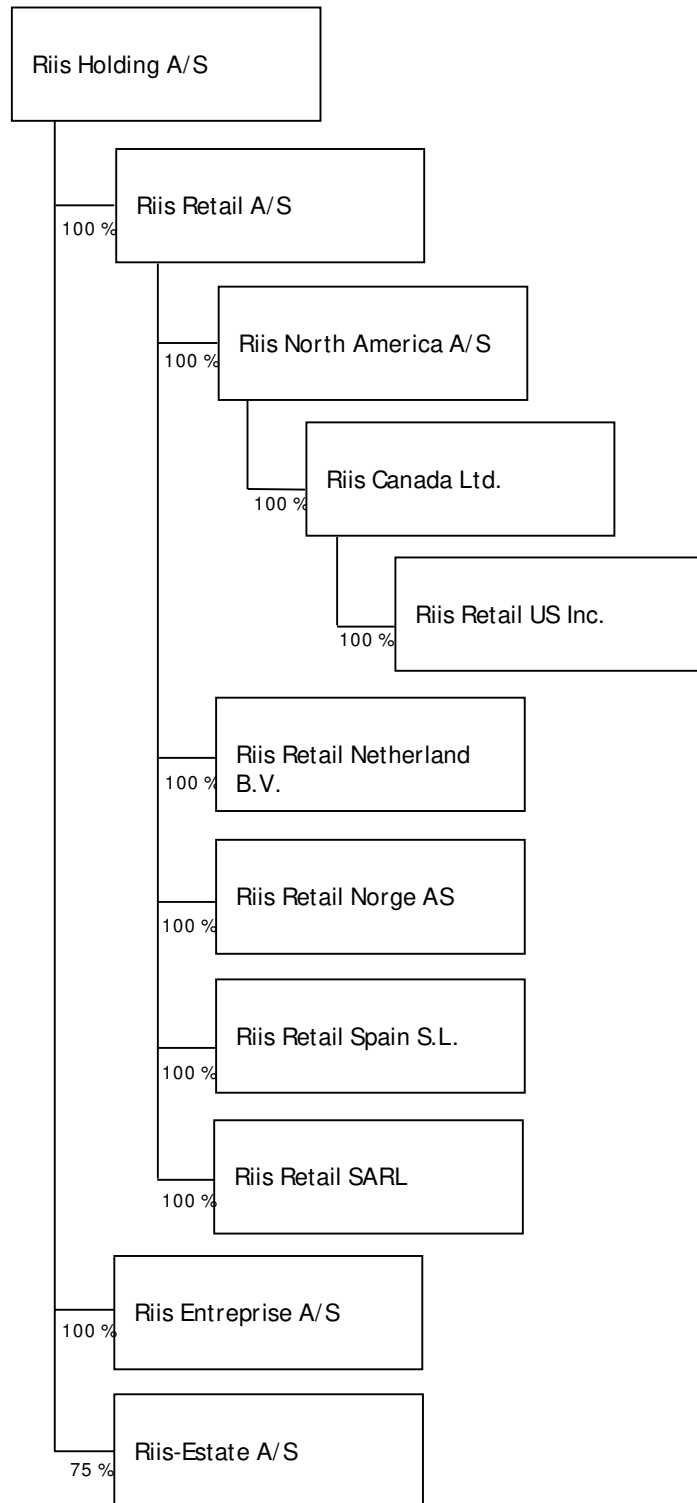 Riis Holding A/S
Riis Retail A/S
100 %
Riis North America A/S
100 %
Riis Canada Ltd.
100 %
Riis Retail US Inc.
100 %
Riis Retail Netherland
B.V.
100 %
Riis Retail Norge AS
100 %
Riis Retail Spain S.L.
100 %
Riis Retail SARL
100 %
Riis Entreprise A/S
100 %
Riis-Estate A/S
75 %